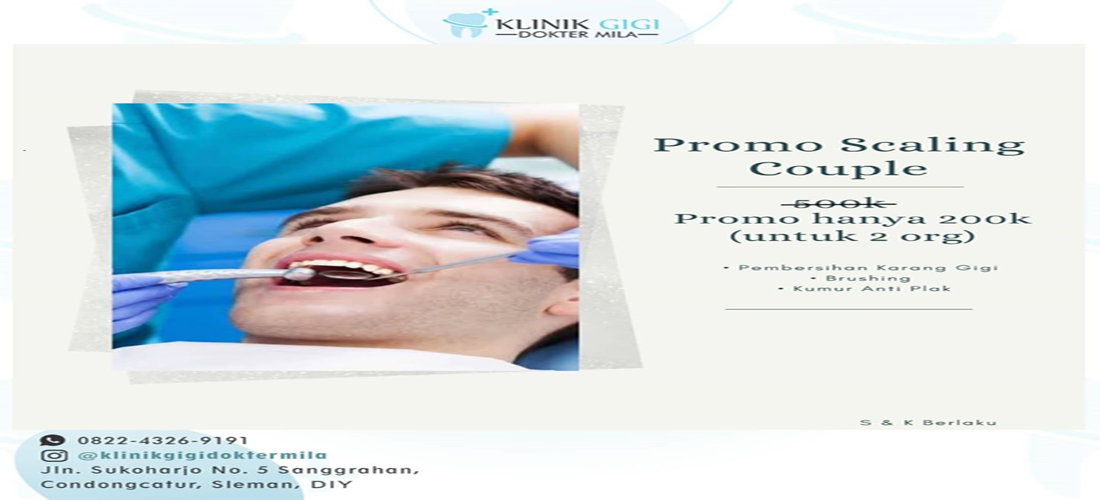 KLINIK GIGI
DOKTER MILA
Promo Scaling
Couple
500k
Promo hanya 200k
(untuk 2 org)
• Pembersihan Karang Gigi
• Brushing
• Kumur Anti Plak
S & K Berlaku
0822-4326-9191
@klinikgigidoktermila
Jln. Sukoharjo No. 5 Sanggrahan,
Condongcatur, Sleman, DIY